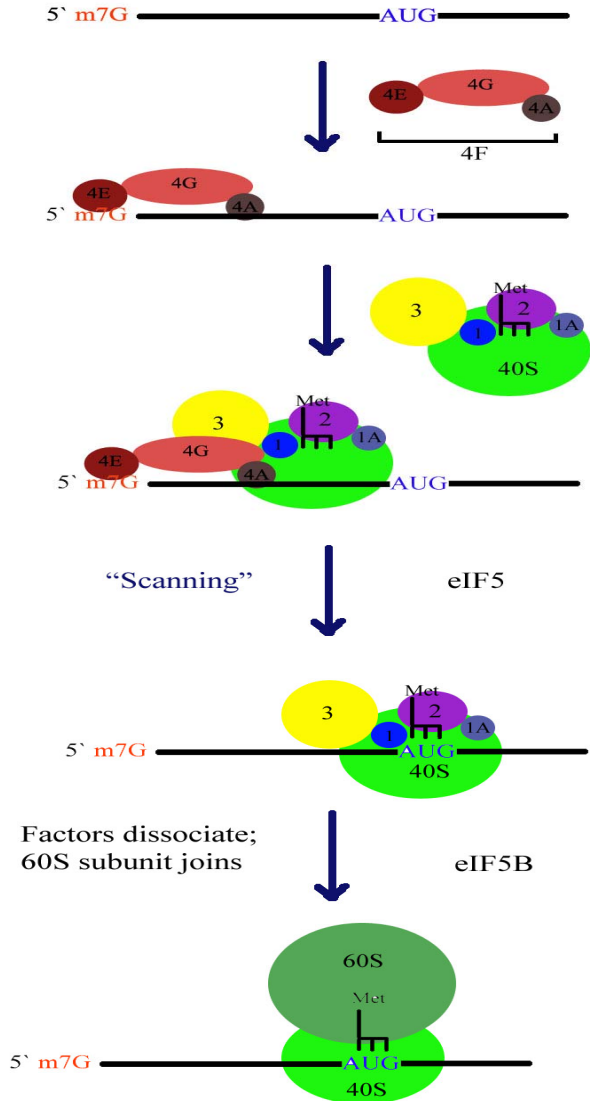 5` m7G AUG
4E 4G 4A
4F
4E 4G 4A
5` m7G AUG
Met
3 1 2 1A
40S
Met
3 2
4E 4G 1 1A
4A
5` m7G AUG
“Scanning” eIF5
Met
3 1 2 1A
5` m7G AUG
40S
Factors dissociate;
60S subunit joins eIF5B
60S
Met
5` m7G AUG
40S